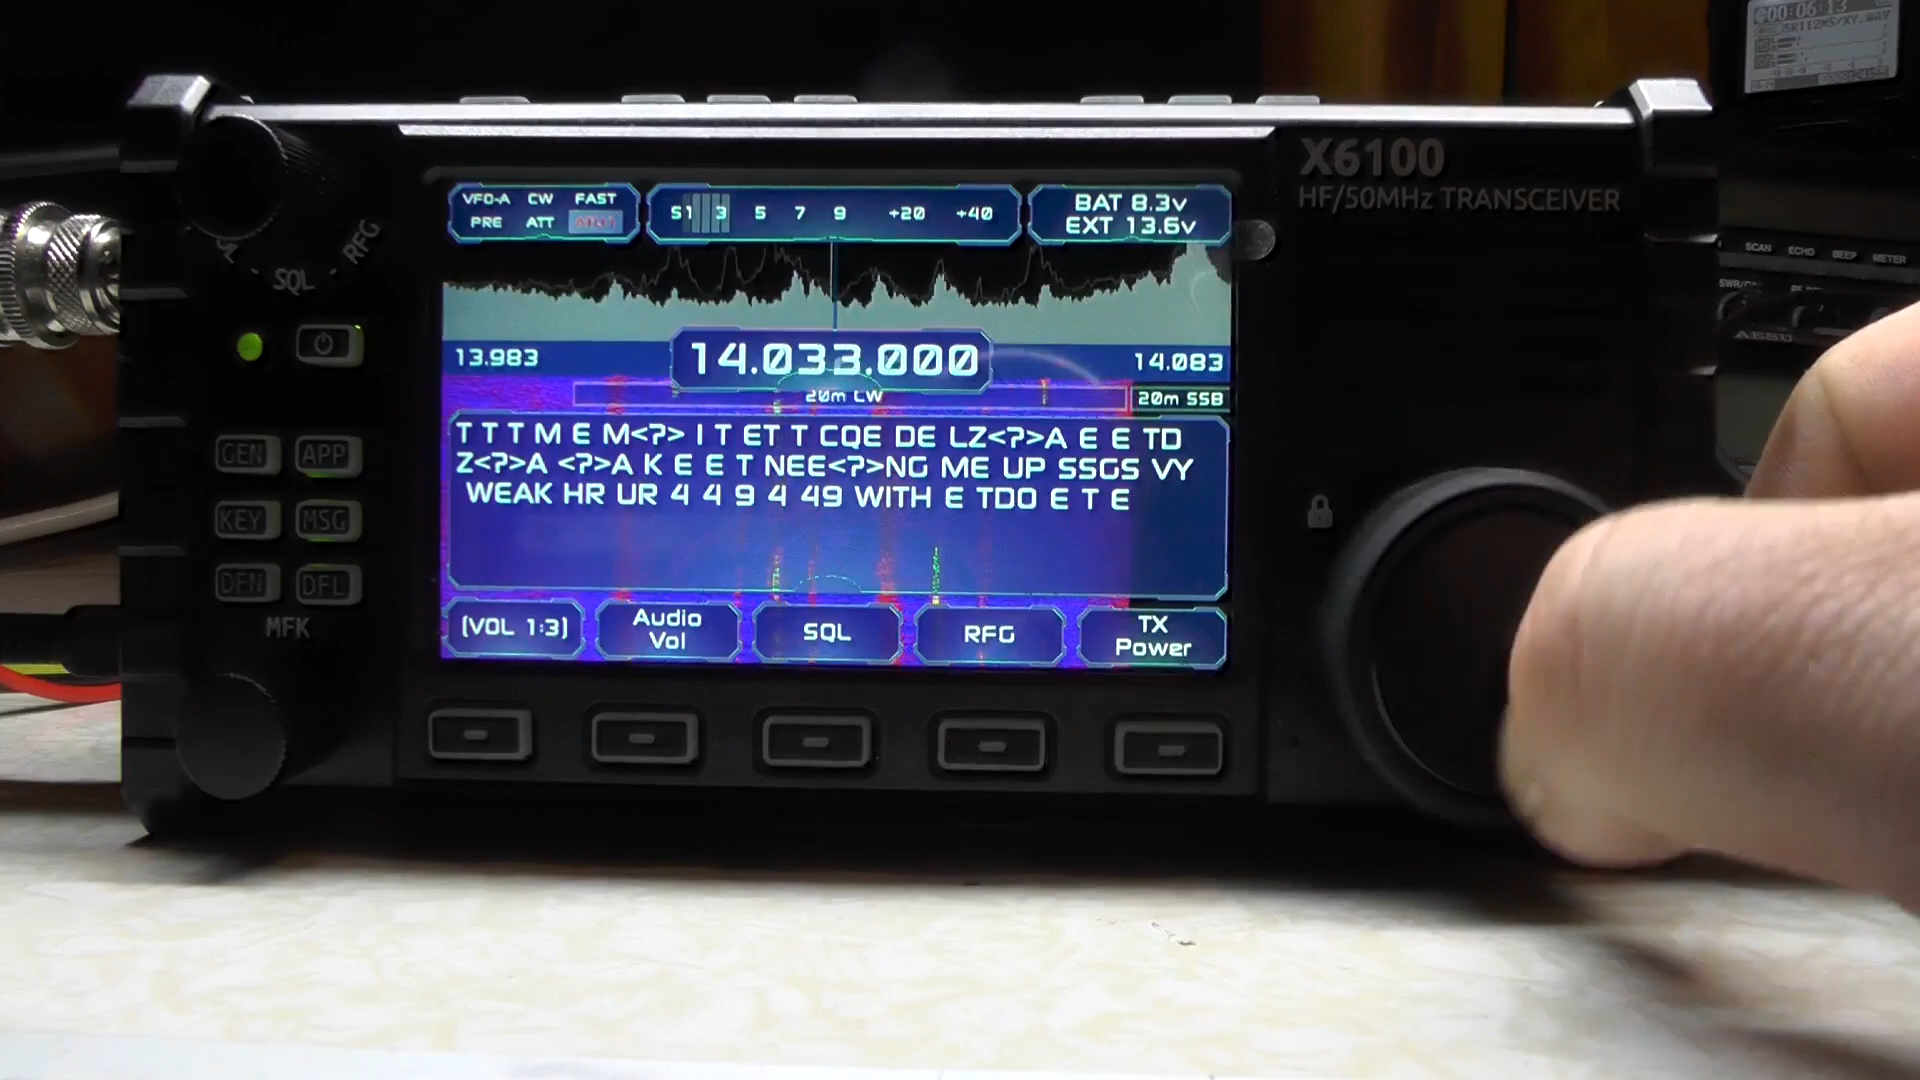 00:06:13
X6100
HF/50MHz TRANSCEIVER
VFO-A CW FAST
PRE ATT
S1 3 5 7 9 +20 +40
BAT 8.3v
EXT 13.6v
RFG
SQL
SCAN ECHO BEEP METER
13.983
14.033.000
14.083
20m CW
20m SSB
T T T M E M<?> I T ET T CQE DE LZ<?>A E E TD
Z<?>A <?>A K E E T NEE<?>NG ME UP SSGS VY
WEAK HR UR 4 4 9 4 49 WITH E TDO E T E
GEN APP
KEY MSG
DFN DFL
MFK
[VOL 1:3]
Audio
Vol
SQL
RFG
TX
Power